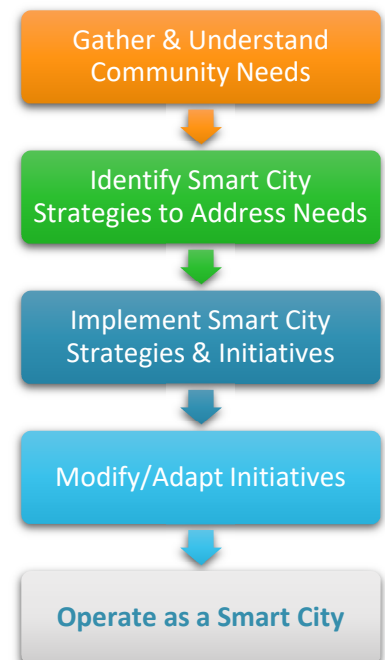 Gather & Understand
Community Needs
Identify Smart City
Strategies to Address Needs
Implement Smart City
Strategies & Initiatives
Modify/Adapt Initiatives
Operate as a Smart City